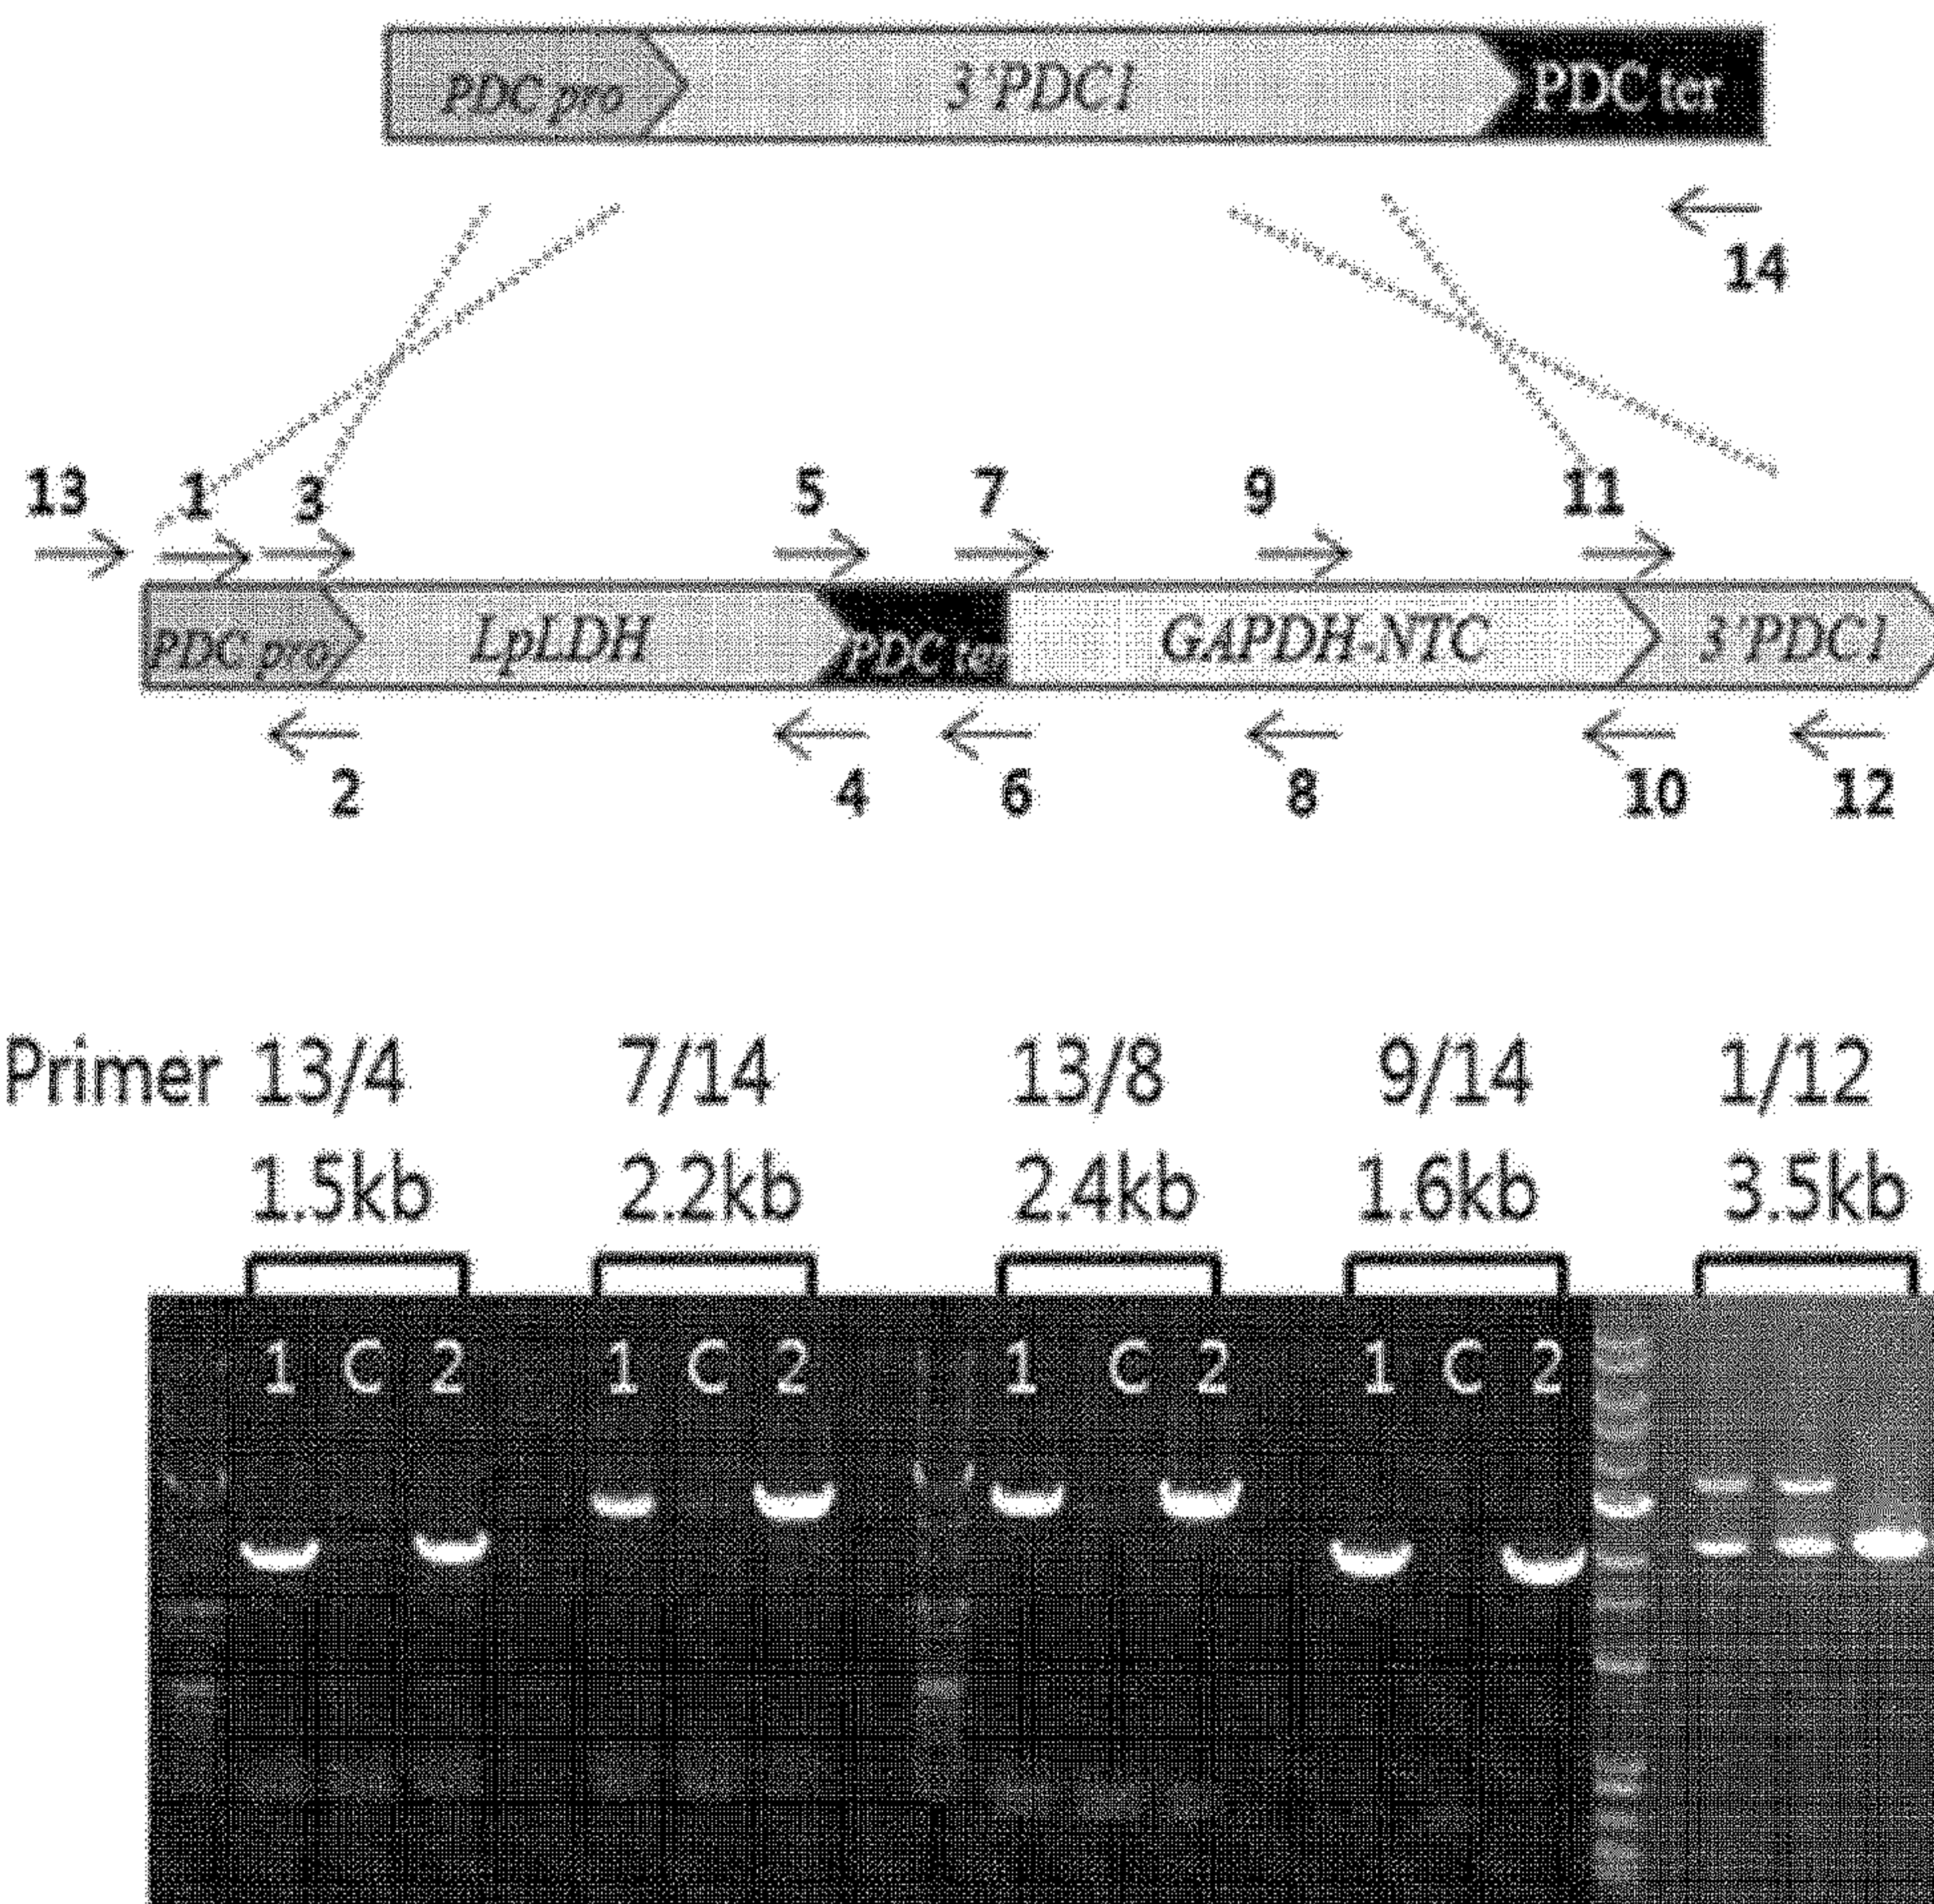 PDC pro 3'PDC1 PDC ter
14
13 1 3 5 7 9 11
PDC pro LpLDH PDC ter GAPDH-NTC 3'PDC1
2 4 6 8 10 12
Primer 13/4 7/14 13/8 9/14 1/12
1.5kb 2.2kb 2.4kb 1.6kb 3.5kb
1 C 2 1 C 2 1 C 2 1 C 2